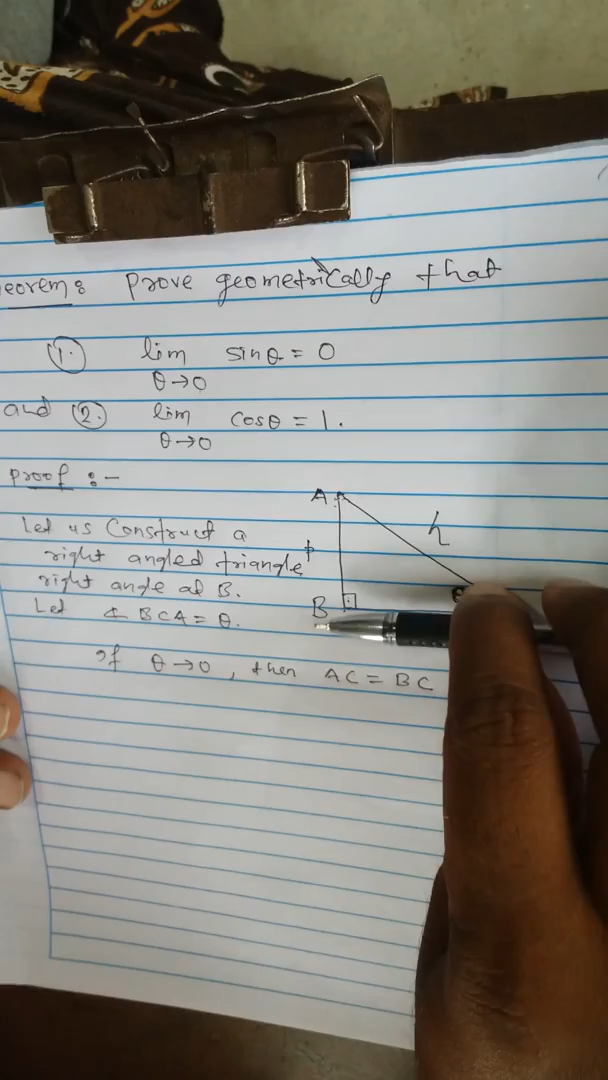 eorem: Prove geometrically that
1. lim sinθ = 0
θ→0
and 2. lim cosθ = 1.
θ→0
Proof :-
Let us Construct a
right angled triangle
right angle at B.
Let ∠BCA = θ.
A
h
p
B
If θ→0, then AC = BC